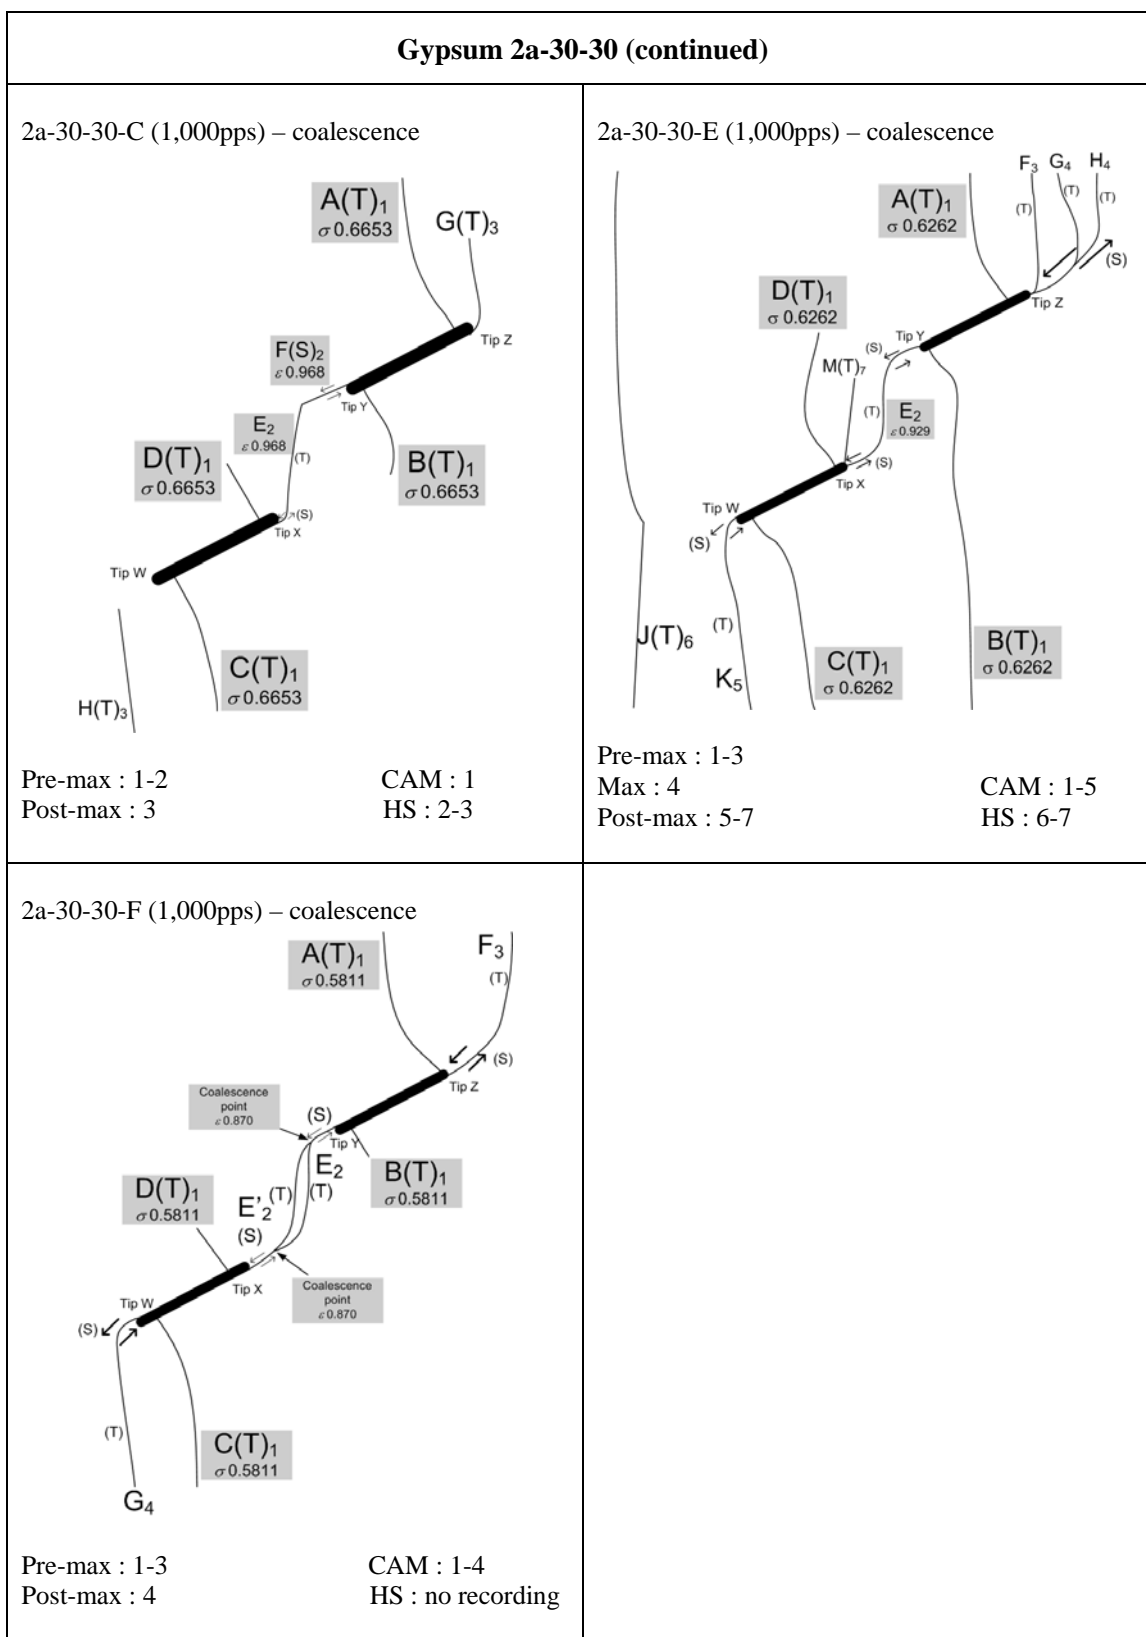 Gypsum 2a-30-30 (continued)
2a-30-30-C (1,000pps) – coalescence
A(T)₁
σ 0.6653
G(T)₃
Tip Z
F(S)₂
ε 0.968
Tip Y
E₂
ε 0.968
(T)
D(T)₁
σ 0.6653
B(T)₁
σ 0.6653
(S)
Tip X
Tip W
C(T)₁
σ 0.6653
H(T)₃
Pre-max : 1-2 CAM : 1
Post-max : 3 HS : 2-3
2a-30-30-E (1,000pps) – coalescence
F₃ G₄ H₄
A(T)₁
σ 0.6262
(T) (T) (T)
(S)
D(T)₁
σ 0.6262
Tip Z
Tip Y
(S)
M(T)₇
(T)
E₂
ε 0.929
(S)
Tip X
Tip W
(S)
J(T)₆
(T)
K₅
C(T)₁
σ 0.6262
B(T)₁
σ 0.6262
Pre-max : 1-3
Max : 4 CAM : 1-5
Post-max : 5-7 HS : 6-7
2a-30-30-F (1,000pps) – coalescence
A(T)₁
σ 0.5811
F₃
(T)
(S)
Tip Z
Coalescence
point
ε 0.870
(S)
Tip Y
E₂
(T)
B(T)₁
σ 0.5811
D(T)₁
σ 0.5811
E'₂
(T)
(S)
Tip X
Coalescence
point
ε 0.870
Tip W
(S)
(T)
C(T)₁
σ 0.5811
G₄
Pre-max : 1-3 CAM : 1-4
Post-max : 4 HS : no recording